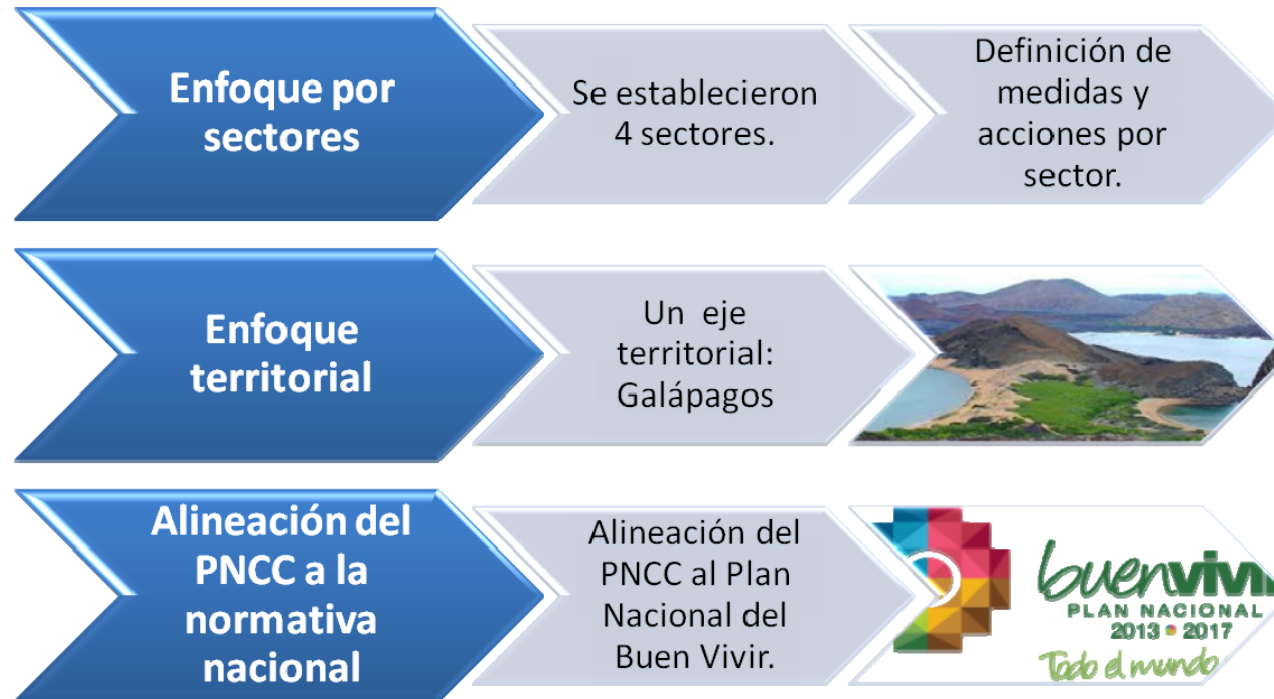 Enfoque por
sectores
Se establecieron
4 sectores.
Definición de
medidas y
acciones por
sector.
Enfoque
territorial
Un eje
territorial:
Galápagos
Alineación del
PNCC a la
normativa
nacional
Alineación del
PNCC al Plan
Nacional del
Buen Vivir.
PLAN NACIONAL
2013 2017
Todo el mundo